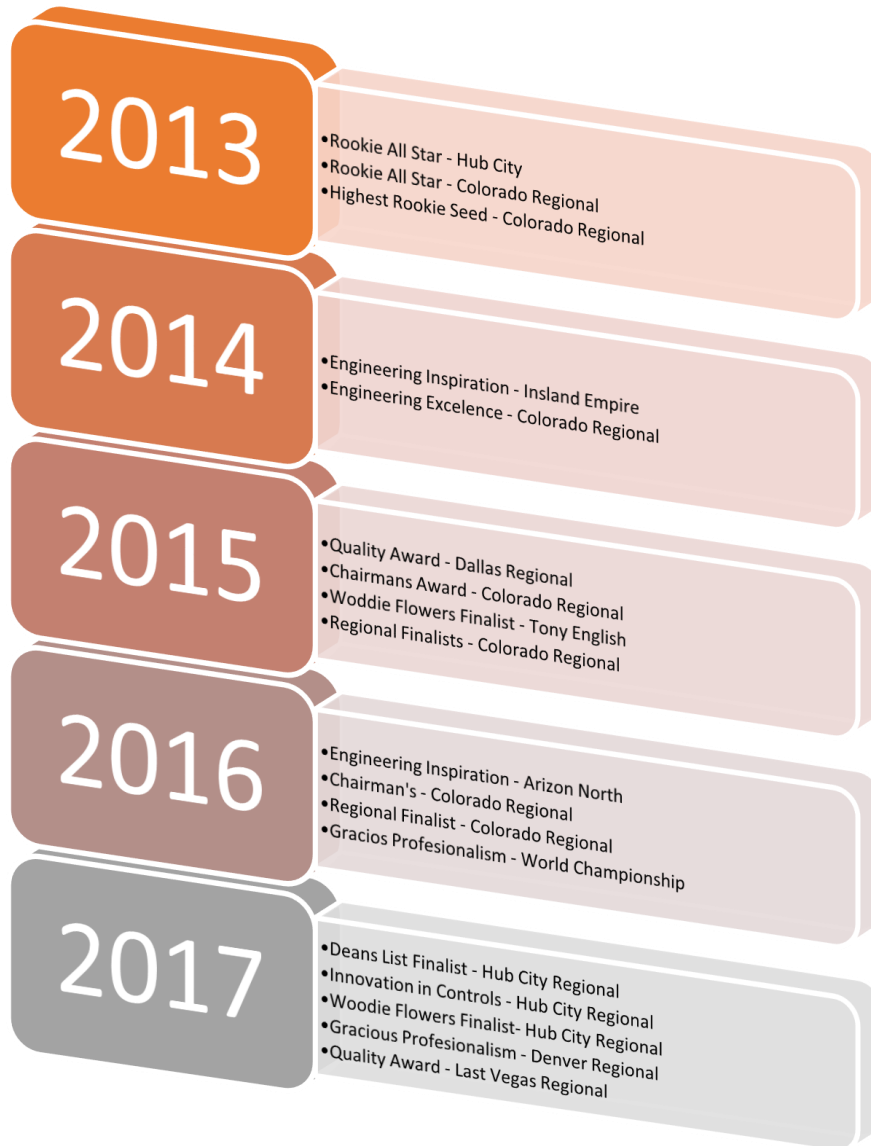 2013
•Rookie All Star - Hub City
•Rookie All Star - Colorado Regional
•Highest Rookie Seed - Colorado Regional
2014
•Engineering Inspiration - Insland Empire
•Engineering Excelence - Colorado Regional
2015
•Quality Award - Dallas Regional
•Chairmans Award - Colorado Regional
•Woddie Flowers Finalist - Tony English
•Regional Finalists - Colorado Regional
2016
•Engineering Inspiration - Arizon North
•Chairman's - Colorado Regional
•Regional Finalist - Colorado Regional
•Gracios Profesionalism - World Championship
2017
•Deans List Finalist - Hub City Regional
•Innovation in Controls - Hub City Regional
•Woodie Flowers Finalist- Hub City Regional
•Gracious Profesionalism - Denver Regional
•Quality Award - Last Vegas Regional